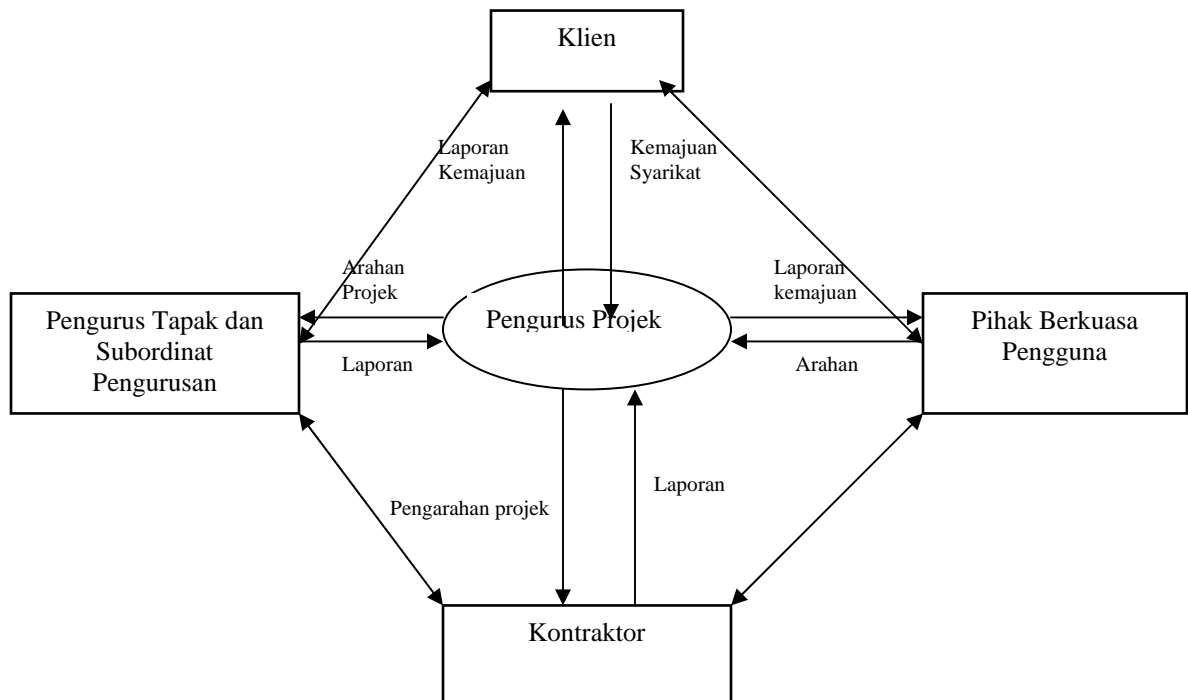 Klien
Laporan
Kemajuan
Kemajuan
Syarikat
Arahan
Projek
Laporan
kemajuan
Pengurus Tapak dan
Subordinat
Pengurusan
Pengurus Projek
Pihak Berkuasa
Pengguna
Laporan
Arahan
Laporan
Pengarahan projek
Kontraktor